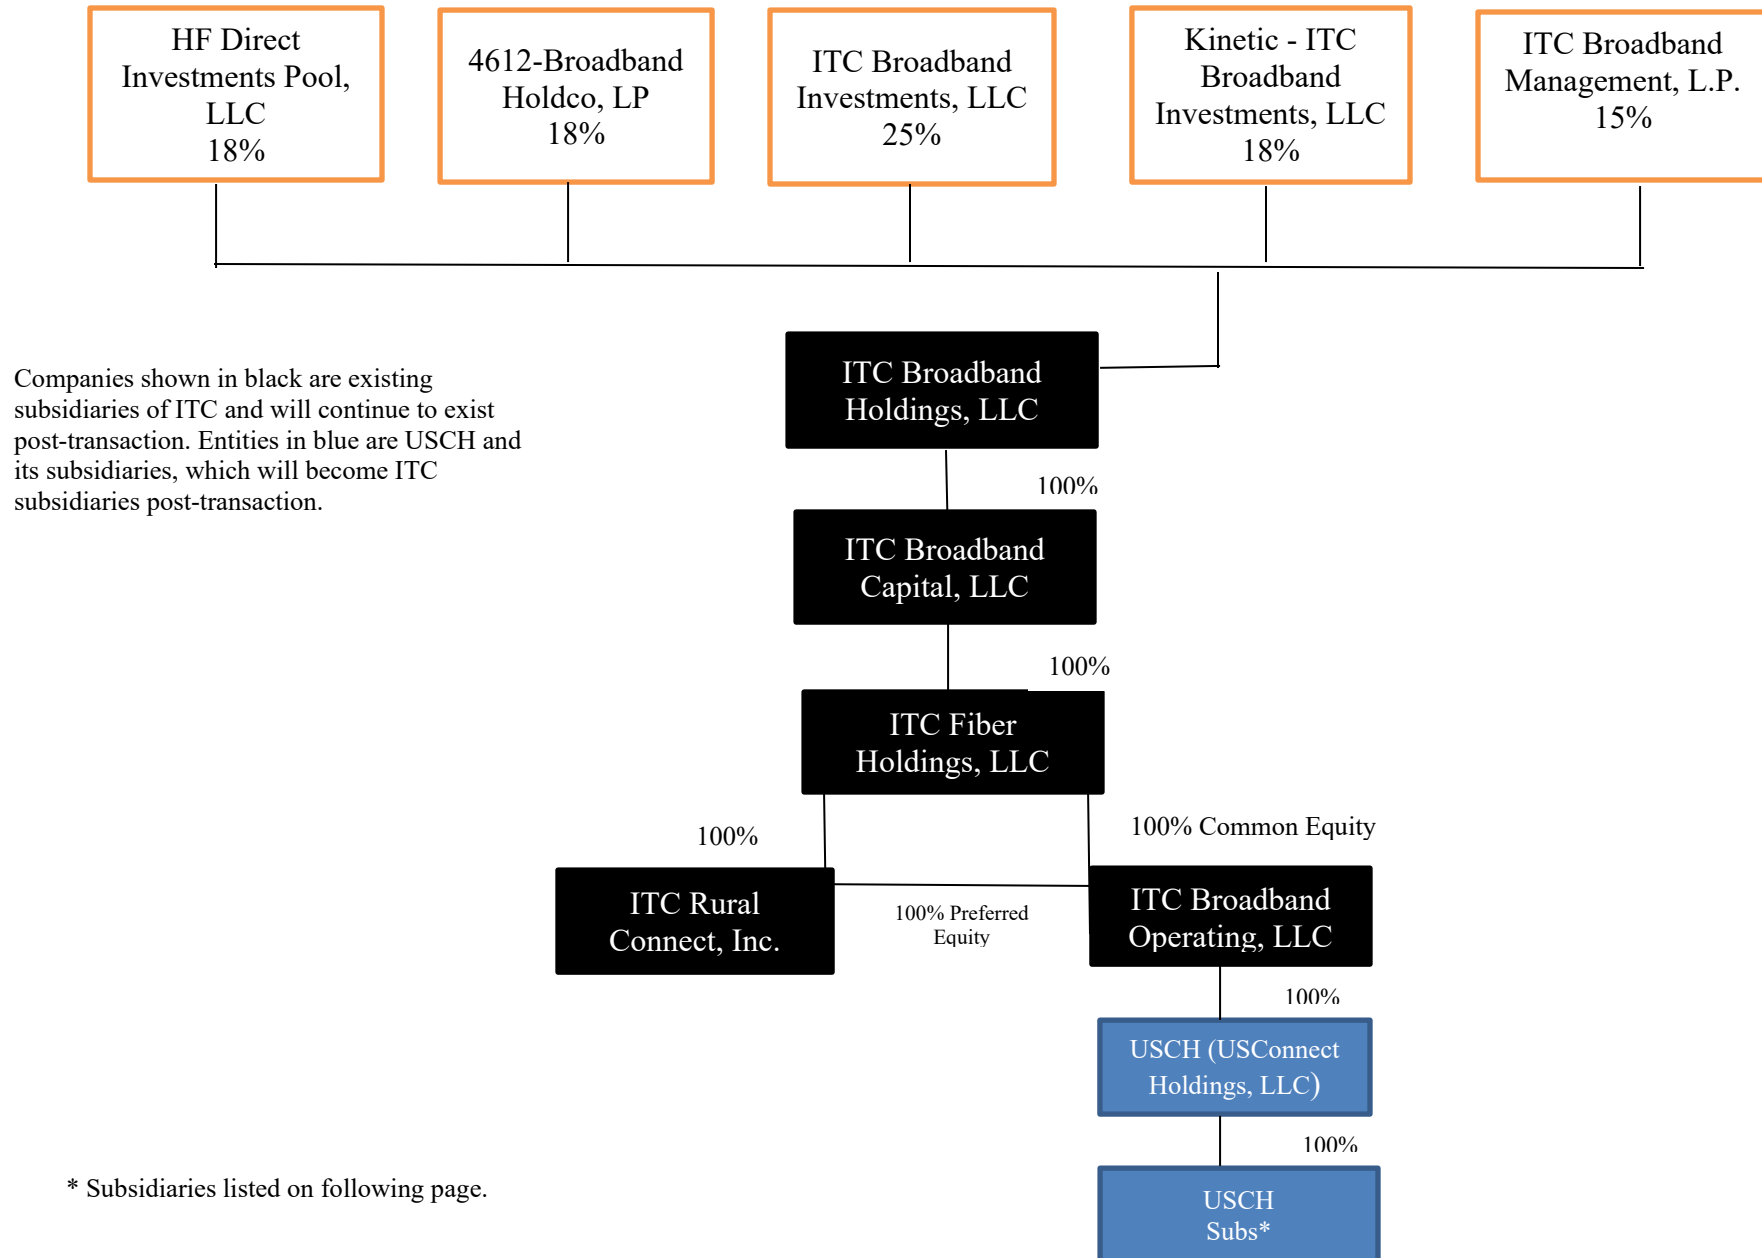 HF Direct
Investments Pool,
LLC
18%
4612-Broadband
Holdco, LP
18%
ITC Broadband
Investments, LLC
25%
Kinetic - ITC
Broadband
Investments, LLC
18%
ITC Broadband
Management, L.P.
15%
ITC Broadband
Holdings, LLC
Companies shown in black are existing
subsidiaries of ITC and will continue to exist
post-transaction. Entities in blue are USCH and
its subsidiaries, which will become ITC
subsidiaries post-transaction.
100%
ITC Broadband
Capital, LLC
100%
ITC Fiber
Holdings, LLC
100%
100% Common Equity
ITC Rural
Connect, Inc.
100% Preferred
Equity
ITC Broadband
Operating, LLC
100%
USCH (USConnect
Holdings, LLC)
100%
USCH
Subs*
* Subsidiaries listed on following page.